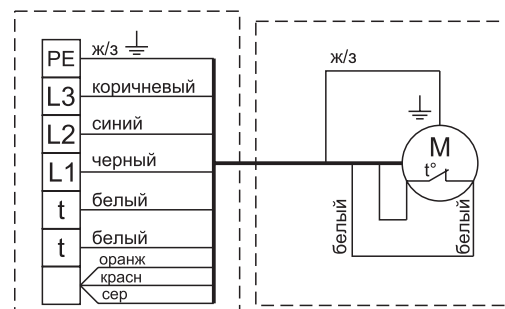 PE ж/з
L3 коричневый
L2 синий
L1 черный
t белый
t белый
оранж
красн
сер
ж/з
M
t°
белый
белый